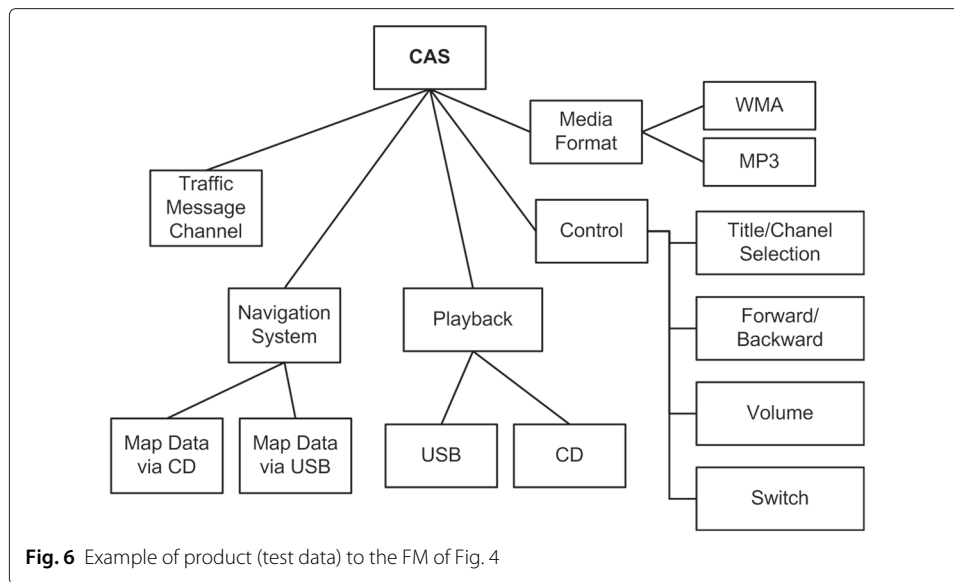 CAS
Media
Format
WMA
MP3
Traffic
Message
Channel
Control
Title/Chanel
Selection
Navigation
System
Playback
Forward/
Backward
Map Data
via CD
Map Data
via USB
USB
CD
Volume
Switch
Fig. 6 Example of product (test data) to the FM of Fig. 4